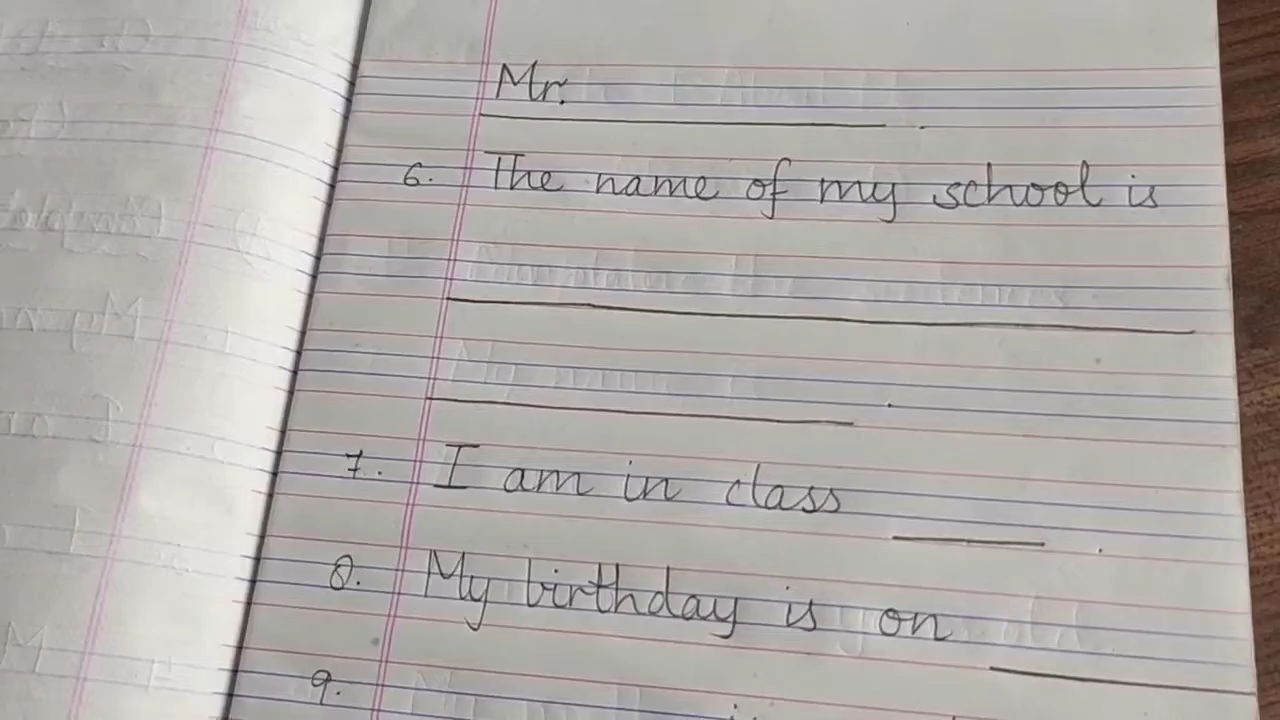 Mr.
6. The name of my school is
7. I am in class
8. My birthday is on
9.